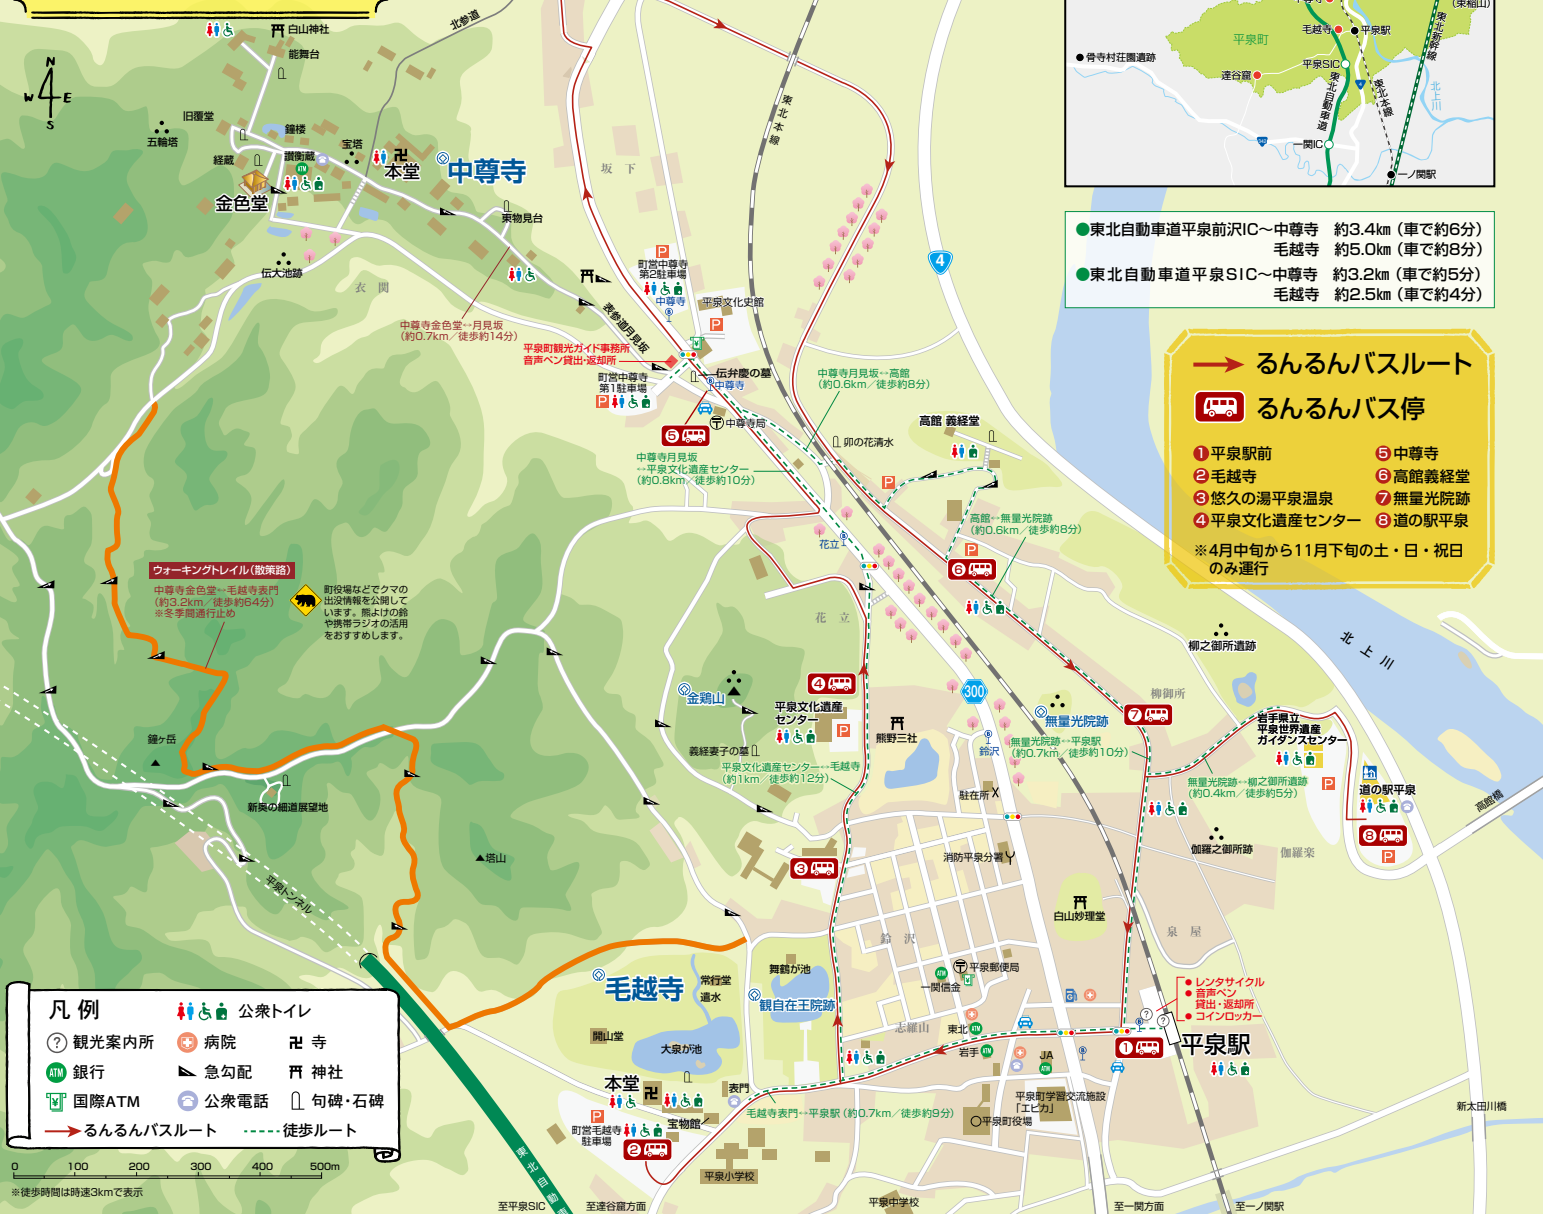 白山神社
能舞台
北参道
N
W E
S
旧覆堂
五輪塔
鐘楼
経蔵
讃衡蔵
ATM
宝塔
本堂
中尊寺
金色堂
東物見台
伝大池跡
衣関
中尊寺金色堂↔月見坂
(約0.7km/徒歩約14分)
表参道月見坂
坂下
東北本線
P
町営中尊寺
第2駐車場
中尊寺
平泉文化史館
P
平泉町観光ガイド事務所
音声ペン貸出・返却所
町営中尊寺
第1駐車場
P
伝弁慶の墓
中尊寺
中尊寺局
⑤
中尊寺月見坂↔高館
(約0.6km/徒歩約8分)
中尊寺月見坂
↔平泉文化遺産センター
(約0.8km/徒歩約10分)
卯の花清水
高館 義経堂
P
高館↔無量光院跡
(約0.6km/徒歩約8分)
P
⑥
4
花立
花立
ウォーキングトレイル(散策路)
中尊寺金色堂↔毛越寺表門
(約3.2km/徒歩約64分)
※冬季間通行止め
町役場などでクマの
出没情報を公開して
います。熊よけの鈴
や携帯ラジオの活用
をおすすめします。
鐘ヶ岳
新奥の細道展望地
塔山
平泉トンネル
金鶏山
④
平泉文化遺産
センター
P
義経妻子の墓
平泉文化遺産センター↔毛越寺
(約1km/徒歩約12分)
熊野三社
300
鈴沢
無量光院跡
⑦
無量光院跡↔平泉駅
(約0.7km/徒歩約10分)
柳御所
柳之御所遺跡
北上川
岩手県立
平泉世界遺産
ガイダンスセンター
無量光院跡↔柳之御所遺跡
(約0.4km/徒歩約5分)
P
道の駅平泉
⑧
P
高館橋
伽羅之御所跡
伽羅楽
駐在所
消防平泉分署
③
白山妙理堂
泉屋
鈴沢
毛越寺
常行堂
遣水
舞鶴が池
観自在王院跡
開山堂
大泉が池
本堂
表門
宝物館
P
町営毛越寺
駐車場
②
平泉小学校
毛越寺表門↔平泉駅(約0.7km/徒歩約9分)
平泉郵便局
ATM
一関信金
志羅山
東北
ATM
岩手
ATM
JA
ATM
平泉町学習交流施設
「エピカ」
平泉町役場
平泉中学校
①
平泉駅
●レンタサイクル
●音声ペン
貸出・返却所
●コインロッカー
新太田川橋
東北自動車
至平泉SIC
至達谷窟方面
至一関方面
至一ノ関駅
骨寺村荘園遺跡
平泉町
毛越寺
平泉駅
達谷窟
平泉SIC
東北自動車道
東北本線
東北新幹線
北上川
一関IC
一ノ関駅
(束稲山)
●東北自動車道平泉前沢IC〜中尊寺 約3.4km(車で約6分)
毛越寺 約5.0km(車で約8分)
●東北自動車道平泉SIC〜中尊寺 約3.2km(車で約5分)
毛越寺 約2.5km(車で約4分)
るんるんバスルート
るんるんバス停
①平泉駅前
②毛越寺
③悠久の湯平泉温泉
④平泉文化遺産センター
⑤中尊寺
⑥高館義経堂
⑦無量光院跡
⑧道の駅平泉
※4月中旬から11月下旬の土・日・祝日
のみ運行
凡例
公衆トイレ
? 観光案内所
病院
寺
ATM 銀行
急勾配
神社
国際ATM
公衆電話
句碑・石碑
るんるんバスルート
徒歩ルート
0 100 200 300 400 500m
※徒歩時間は時速3kmで表示